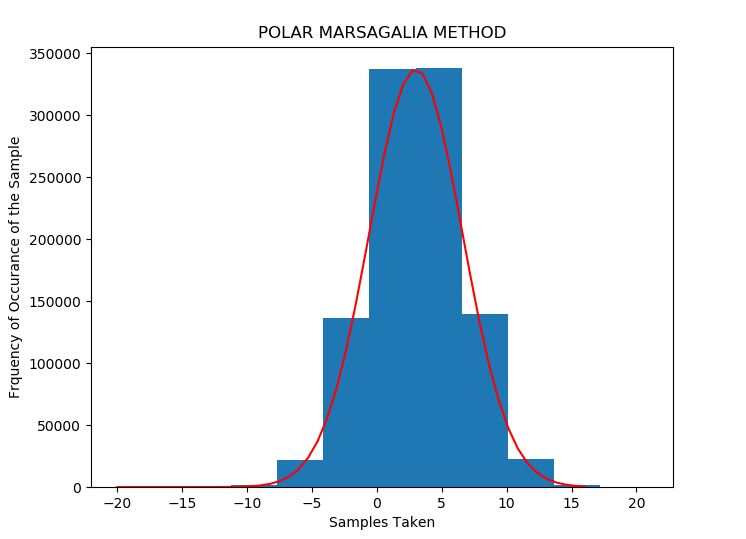 POLAR MARSAGALIA METHOD
350000
300000
250000
200000
150000
100000
50000
0
Frquency of Occurance of the Sample
−20 −15 −10 −5 0 5 10 15 20
Samples Taken